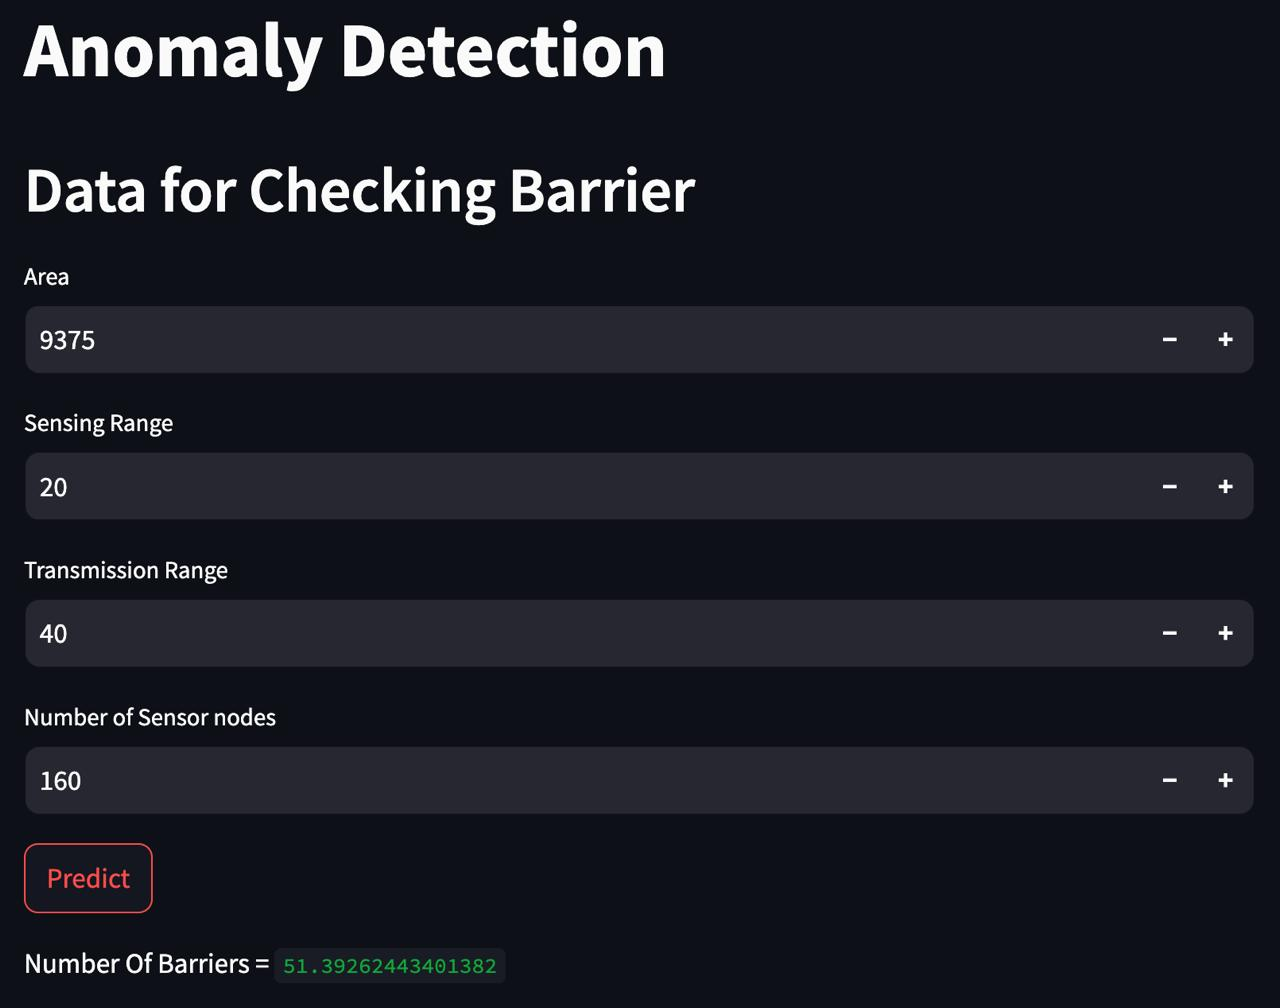 Anomaly Detection
Data for Checking Barrier
Area
9375
− +
Sensing Range
20
− +
Transmission Range
40
− +
Number of Sensor nodes
160
− +
Predict
Number Of Barriers = 51.39262443401382